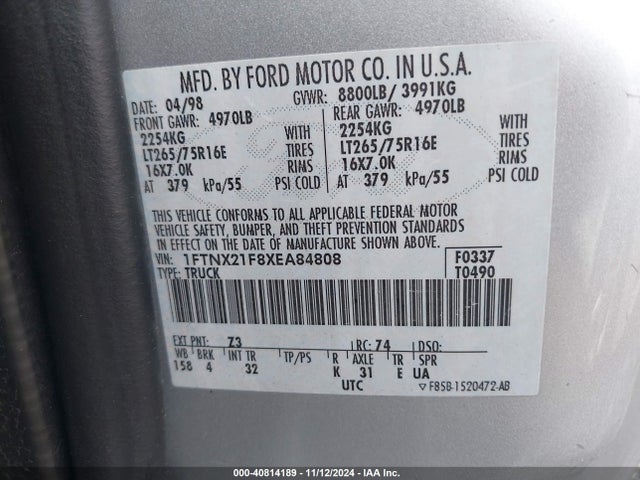 MFD. BY FORD MOTOR CO. IN U.S.A.
DATE: 04/98 GVWR: 8800LB/ 3991KG
FRONT GAWR: 4970LB REAR GAWR: 4970LB
2254KG WITH 2254KG WITH
LT265/75R16E TIRES LT265/75R16E TIRES
16X7.0K RIMS 16X7.0K RIMS
AT 379 kPa/55 PSI COLD AT 379 kPa/55 PSI COLD
THIS VEHICLE CONFORMS TO ALL APPLICABLE FEDERAL MOTOR
VEHICLE SAFETY, BUMPER, AND THEFT PREVENTION STANDARDS
IN EFFECT ON THE DATE OF MANUFACTURE SHOWN ABOVE.
VIN: 1FTNX21F8XEA84808 F0337
TYPE: TRUCK T0490
EXT PNT: Z3 RC: 74 DSO:
WB BRK INT TR TP/PS R AXLE TR SPR
158 4 32 K 31 E UA
UTC ▽F85B-1520472-AB
000-40814189 - 11/12/2024 - IAA Inc.